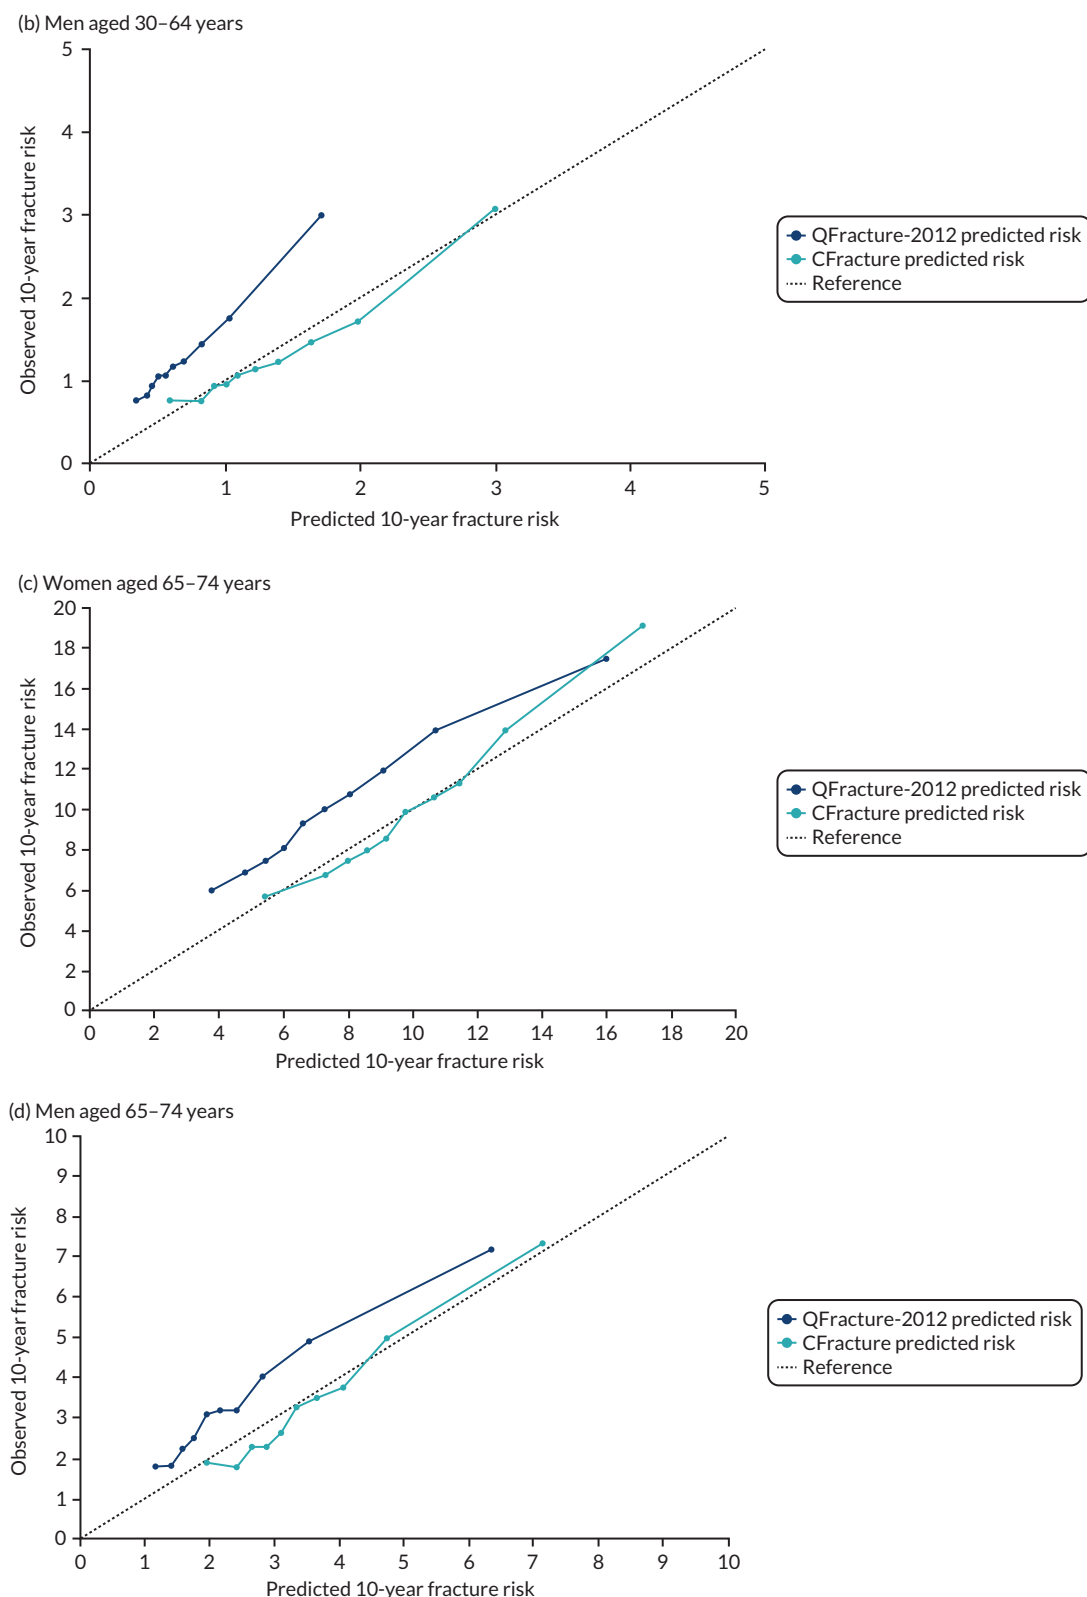 (b) Men aged 30–64 years
5
4
3
2
1
0
Observed 10-year fracture risk
0 1 2 3 4 5
Predicted 10-year fracture risk
QFracture-2012 predicted risk
CFracture predicted risk
Reference
(c) Women aged 65–74 years
20
18
16
14
12
10
8
6
4
2
0
Observed 10-year fracture risk
0 2 4 6 8 10 12 14 16 18 20
Predicted 10-year fracture risk
QFracture-2012 predicted risk
CFracture predicted risk
Reference
(d) Men aged 65–74 years
10
9
8
7
6
5
4
3
2
1
0
Observed 10-year fracture risk
0 1 2 3 4 5 6 7 8 9 10
Predicted 10-year fracture risk
QFracture-2012 predicted risk
CFracture predicted risk
Reference